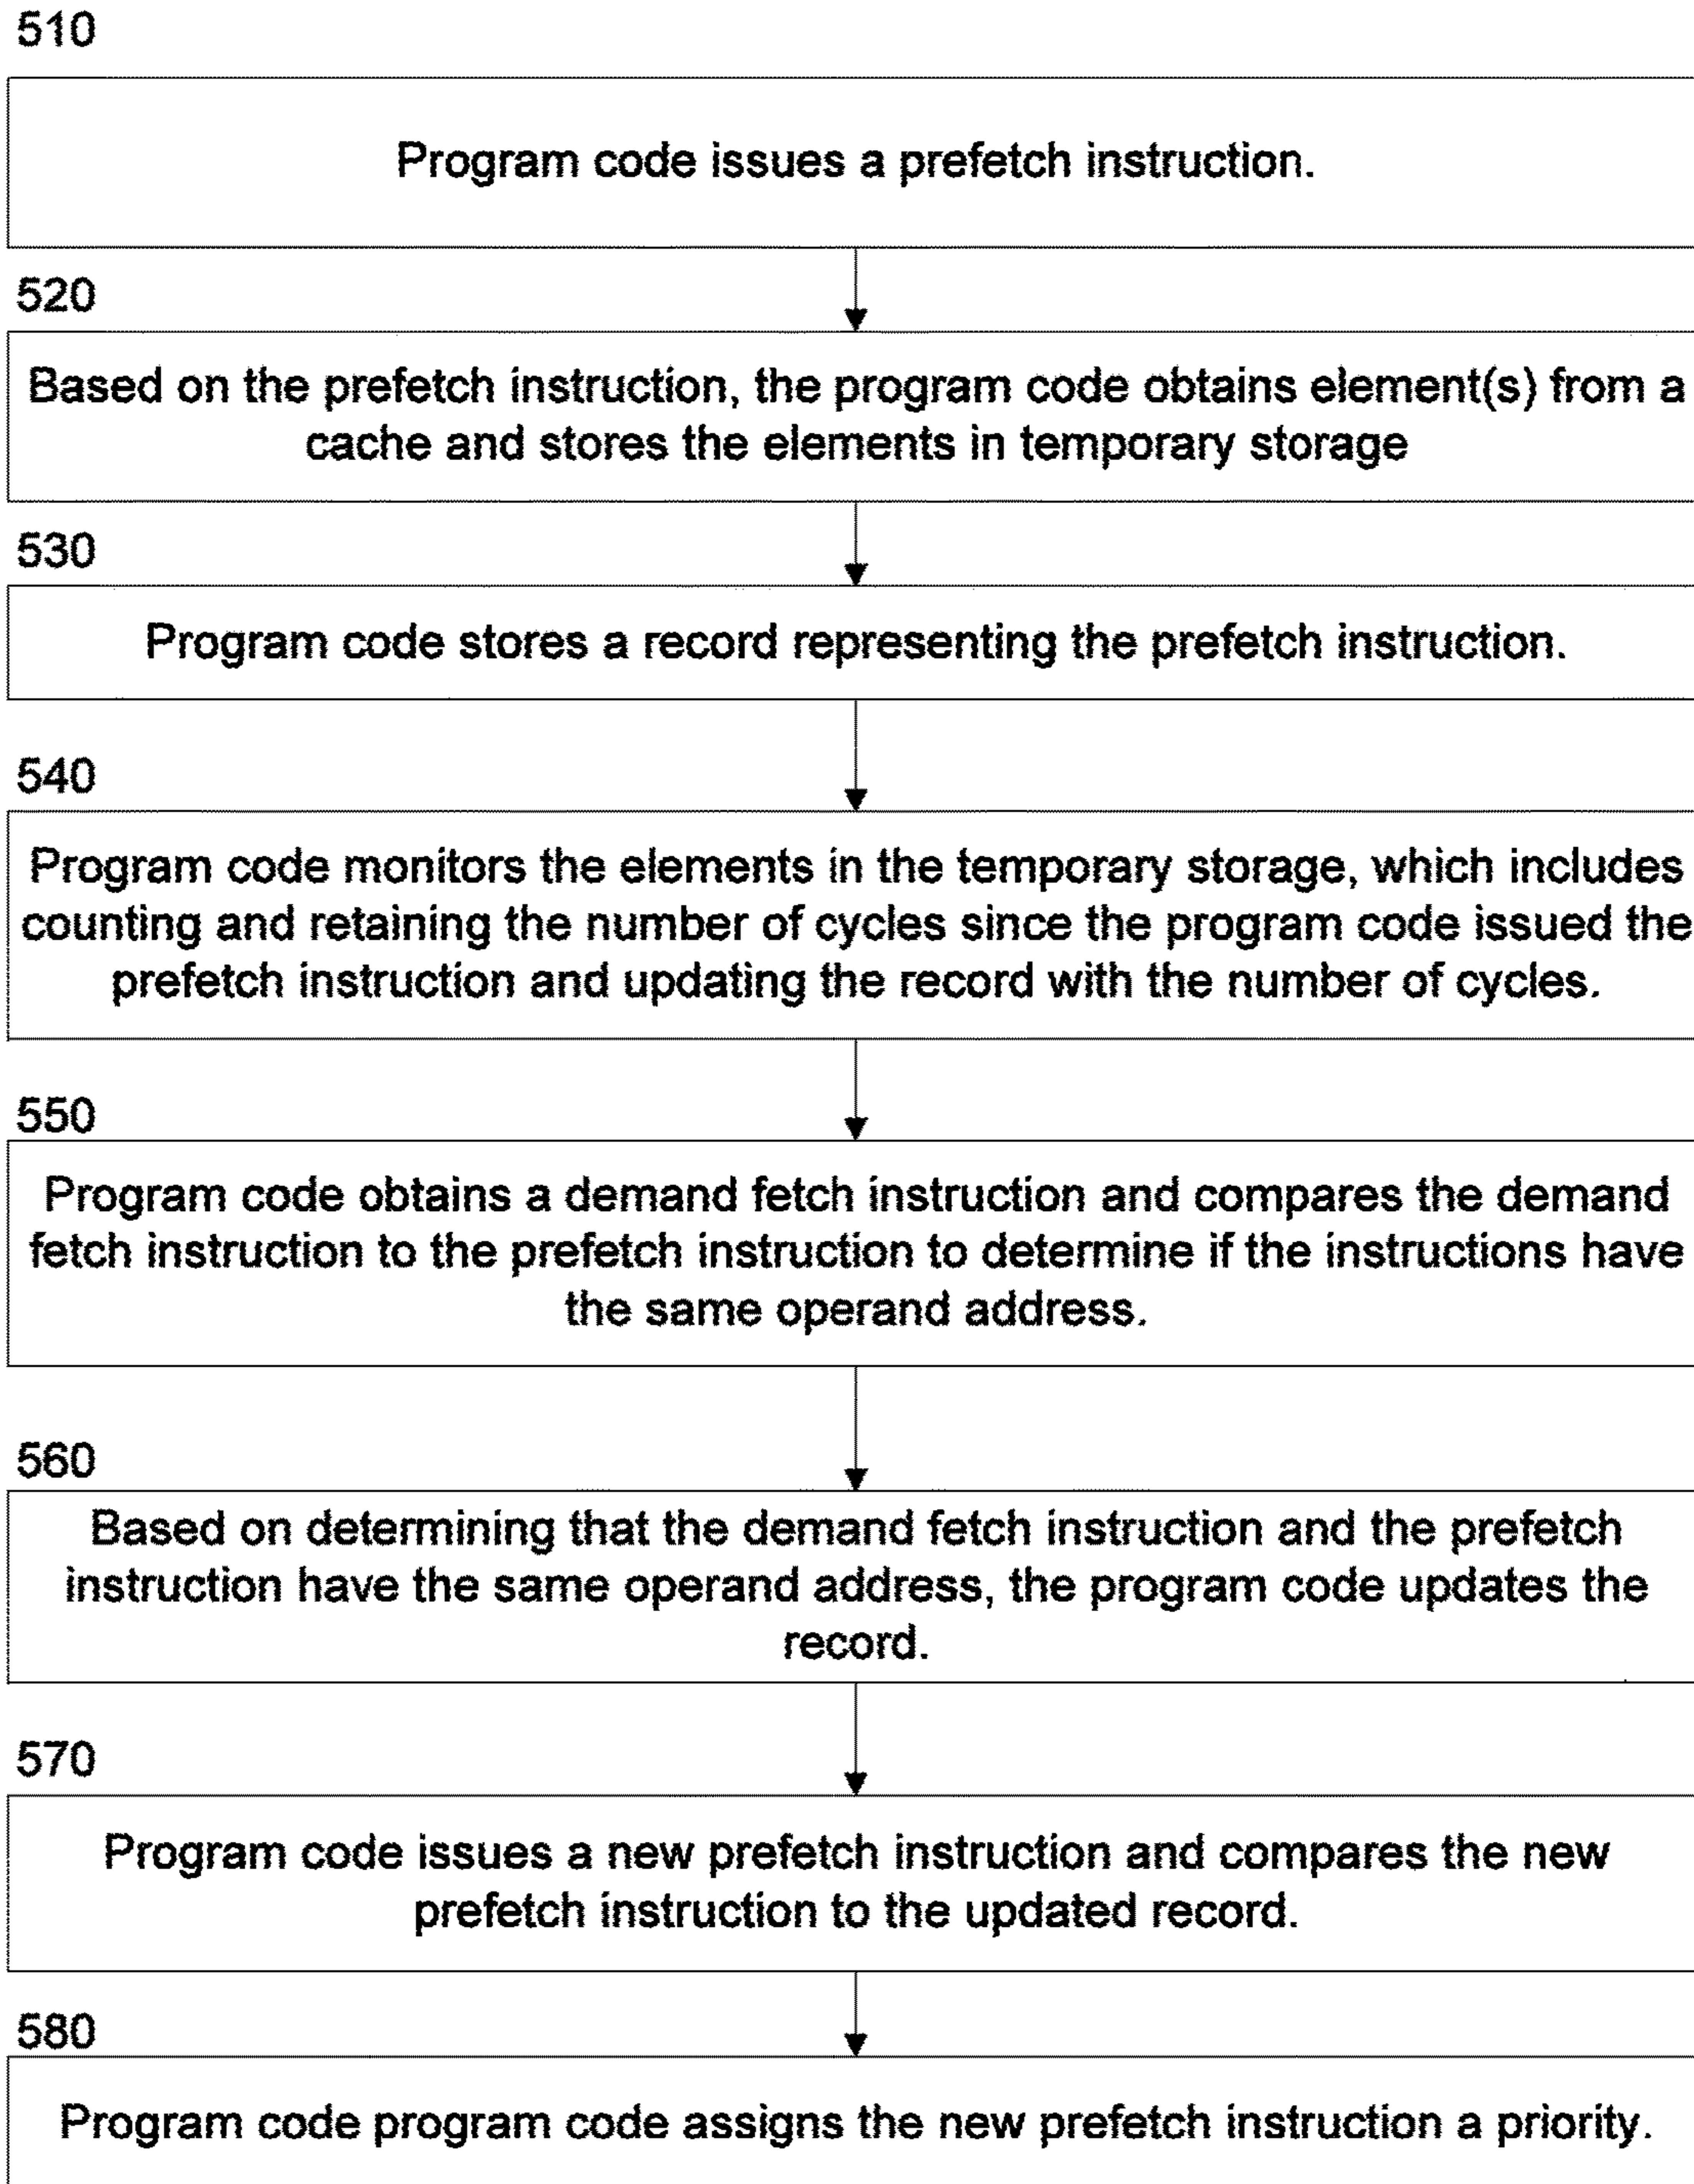 510
Program code issues a prefetch instruction.
520
Based on the prefetch instruction, the program code obtains element(s) from a
cache and stores the elements in temporary storage
530
Program code stores a record representing the prefetch instruction.
540
Program code monitors the elements in the temporary storage, which includes
counting and retaining the number of cycles since the program code issued the
prefetch instruction and updating the record with the number of cycles.
550
Program code obtains a demand fetch instruction and compares the demand
fetch instruction to the prefetch instruction to determine if the instructions have
the same operand address.
560
Based on determining that the demand fetch instruction and the prefetch
instruction have the same operand address, the program code updates the
record.
570
Program code issues a new prefetch instruction and compares the new
prefetch instruction to the updated record.
580
Program code program code assigns the new prefetch instruction a priority.